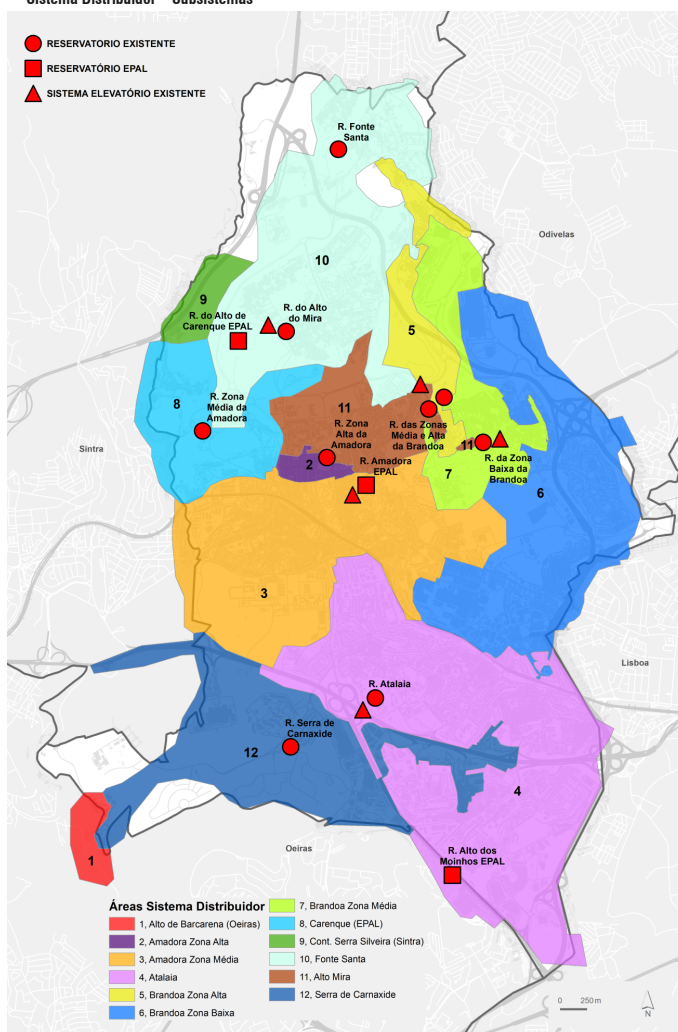 Sistema Distribuidor – Subsistemas
RESERVATORIO EXISTENTE
RESERVATÓRIO EPAL
SISTEMA ELEVATÓRIO EXISTENTE
R. Fonte
Santa
Odivelas
10
9
R. do Alto de
Carenque EPAL
R. do Alto
do Mira
5
8
R. Zona
Média da
Amadora
11
R. Zona
Alta da
Amadora
R. das Zonas
Média e Alta
da Brandoa
11
R. da Zona
Baixa da
Brandoa
Sintra
2
R. Amadora
EPAL
7
6
3
Lisboa
R. Atalaia
R. Serra de
Carnaxide
12
4
1
Oeiras
R. Alto dos
Moinhos EPAL
Áreas Sistema Distribuidor
1, Alto de Barcarena (Oeiras)
2, Amadora Zona Alta
3, Amadora Zona Média
4, Atalaia
5, Brandoa Zona Alta
6, Brandoa Zona Baixa
7, Brandoa Zona Média
8, Carenque (EPAL)
9, Cont. Serra Silveira (Sintra)
10, Fonte Santa
11, Alto Mira
12, Serra de Carnaxide
0 250 m
N